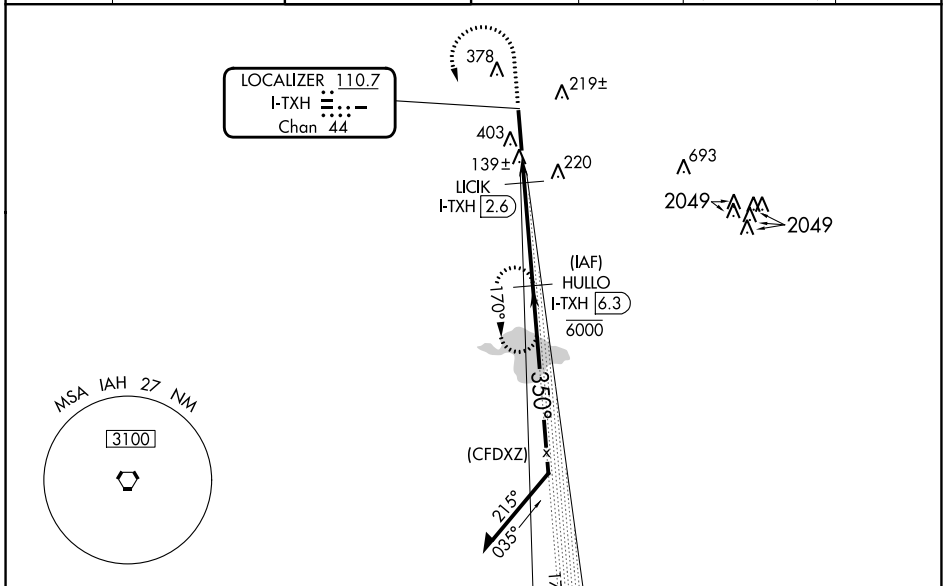 378
219±
LOCALIZER 110.7
I-TXH
Chan 44
403
139±
220
693
LICIK
I-TXH 2.6
2049
2049
(IAF)
HULLO
I-TXH 6.3
6000
170°
350°
MSA IAH 27 NM
3100
(CFDXZ)
215°
035°